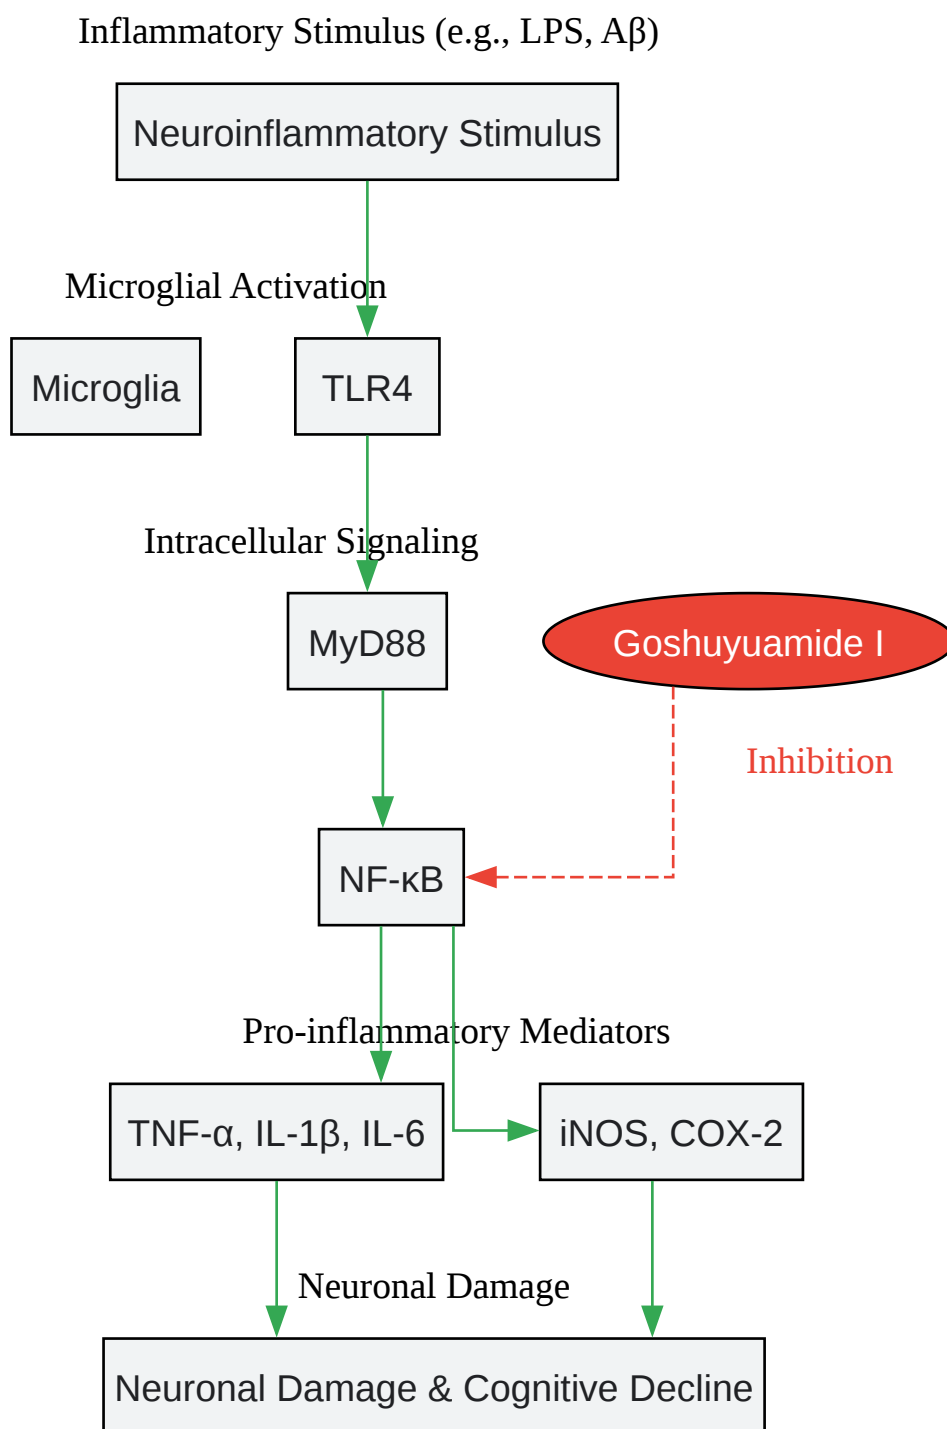 Inflammatory Stimulus (e.g., LPS, Aβ)
Neuroinflammatory Stimulus
Microglial Activation
Microglia
TLR4
Intracellular Signaling
MyD88
Goshuyuamide I
Inhibition
NF-κB
Pro-inflammatory Mediators
TNF-α, IL-1β, IL-6
iNOS, COX-2
Neuronal Damage
Neuronal Damage & Cognitive Decline